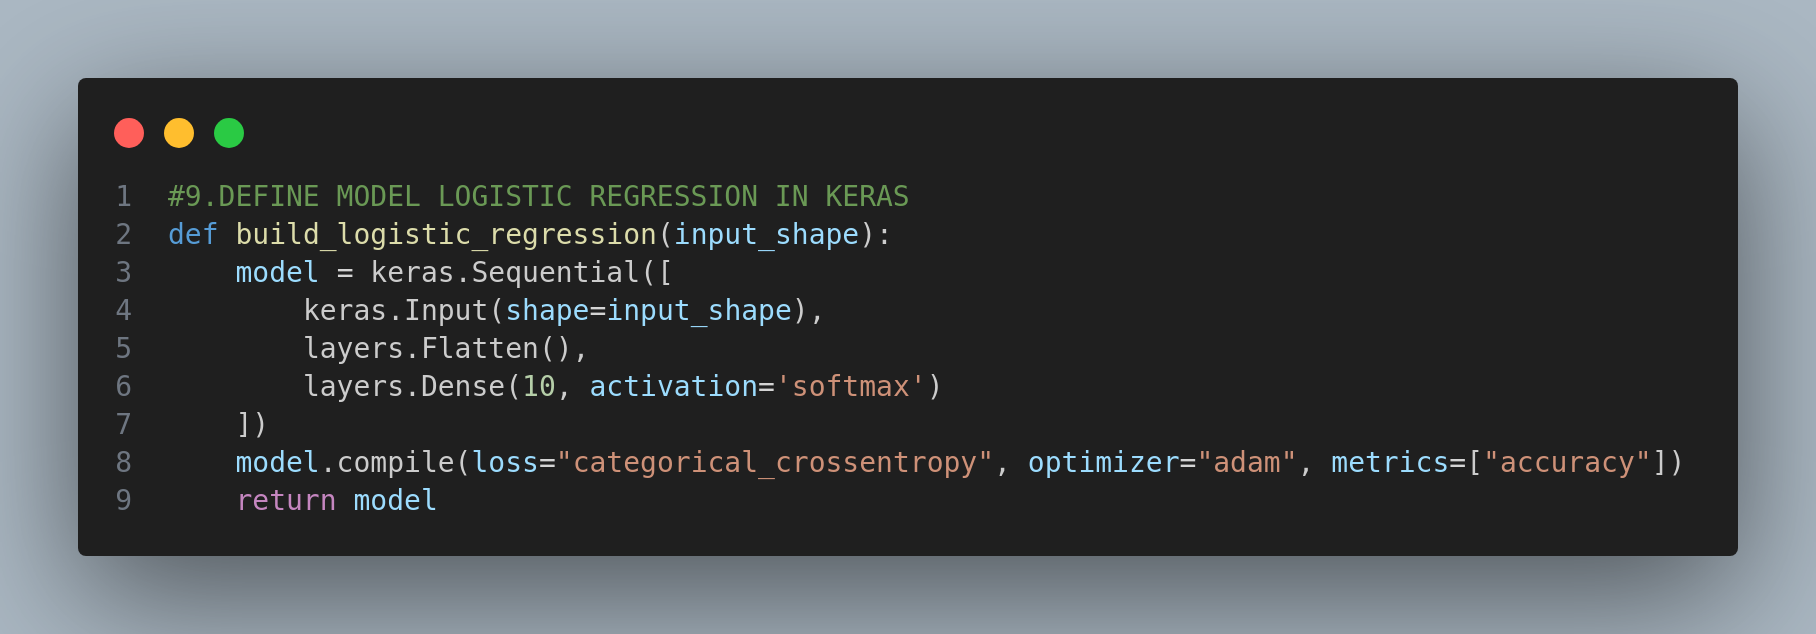 1 #9.DEFINE MODEL LOGISTIC REGRESSION IN KERAS
2 def build_logistic_regression(input_shape):
3     model = keras.Sequential([
4         keras.Input(shape=input_shape),
5         layers.Flatten(),
6         layers.Dense(10, activation='softmax')
7     ])
8     model.compile(loss="categorical_crossentropy", optimizer="adam", metrics=["accuracy"])
9     return model